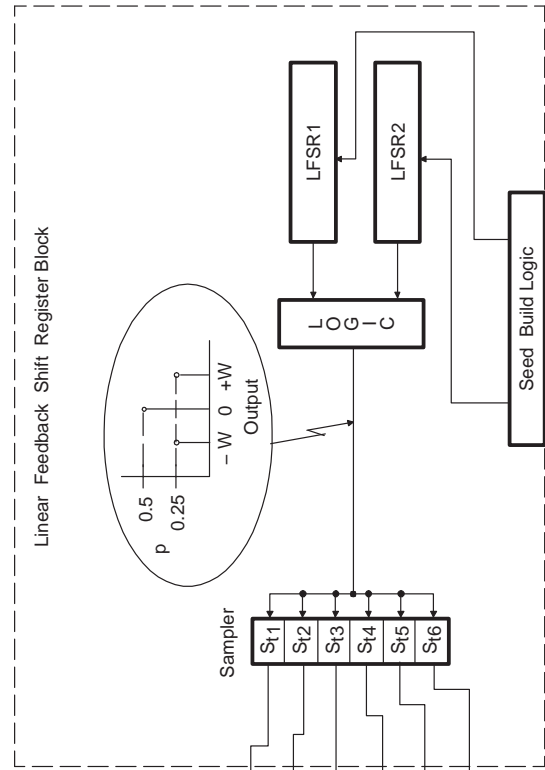 Linear Feedback Shift Register Block
p
0.5
0.25
– W 0 +W
Output
LOGIC
LFSR1
LFSR2
Seed Build Logic
Sampler
St1
St2
St3
St4
St5
St6